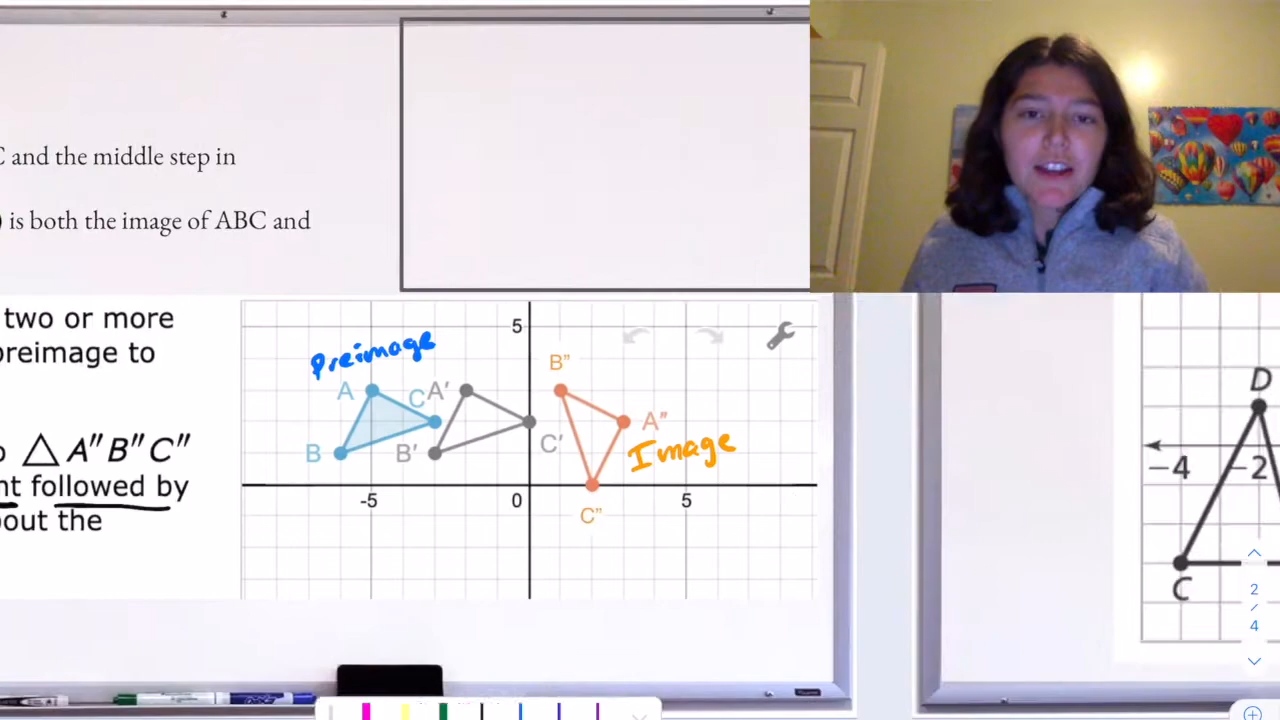 C and the middle step in
) is both the image of ABC and
two or more
preimage to
△ A″B″C″
nt followed by
bout the
5
Preimage
A
C
A′
B
B′
C′
B″
A″
Image
C″
-5
0
5
D
−4
−2
C
2
/
4